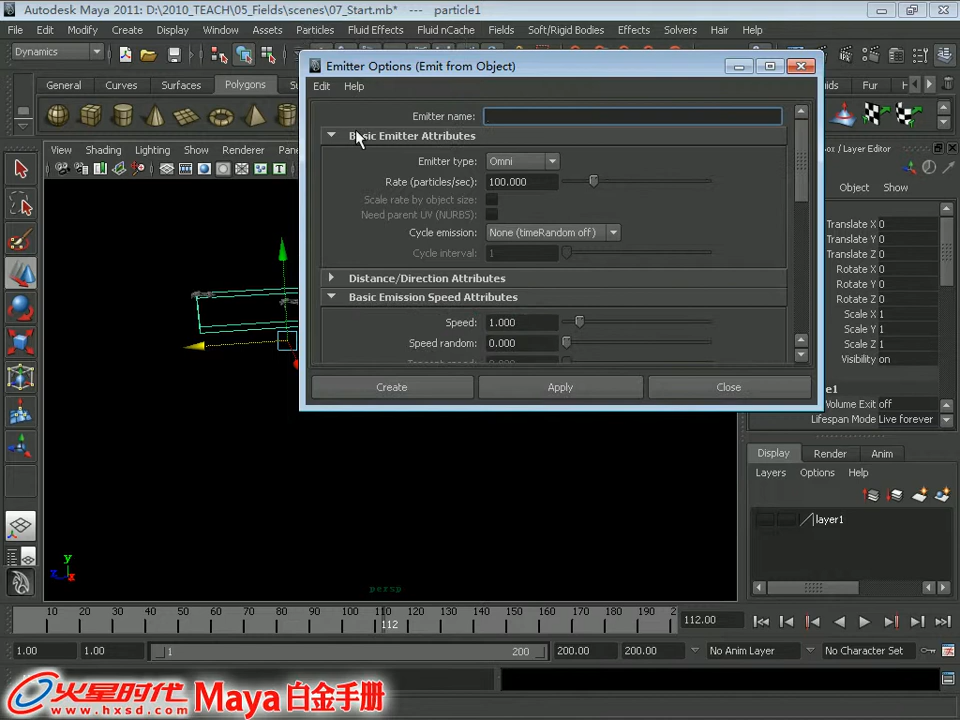 Autodesk Maya 2011: D:\2010_TEACH\05_Fields\scenes\07_Start.mb* --- particle1
File Edit Modify Create Display Window Assets Particles Fluid Effects Fluid nCache Fields Soft/Rigid Bodies Effects Solvers Hair Help
Dynamics
General Curves Surfaces Polygons
Fur
View Shading Lighting Show Renderer
Emitter Options (Emit from Object)
Edit Help
Emitter name:
Basic Emitter Attributes
Emitter type: Omni
Rate (particles/sec): 100.000
Scale rate by object size:
Need parent UV (NURBS):
Cycle emission: None (timeRandom off)
Cycle interval: 1
Distance/Direction Attributes
Basic Emission Speed Attributes
Speed: 1.000
Speed random: 0.000
Create Apply Close
/ Layer Editor
Object Show
Translate X 0
Translate Y 0
Translate Z 0
Rotate X 0
Rotate Y 0
Rotate Z 0
Scale X 1
Scale Y 1
Scale Z 1
Visibility on
Volume Exit off
Lifespan Mode Live forever
Display Render Anim
Layers Options Help
layer1
y
x
persp
10 20 30 40 50 60 70 80 90 100 110 120 130 140 150 160 170 180 190 2
112
112.00
1.00 1.00 1 200 200.00 200.00 No Anim Layer No Character Set
火星时代 Maya 白金手册
www.hxsd.com